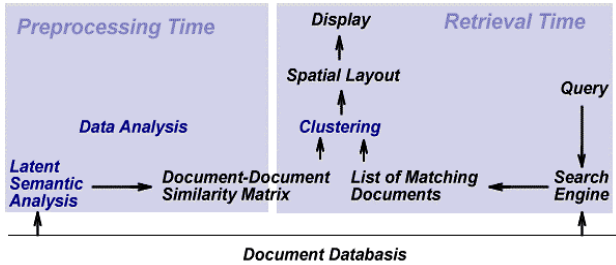 Preprocessing Time
Retrieval Time
Display
Spatial Layout
Query
Data Analysis
Clustering
Latent
Semantic
Analysis
Document-Document
Similarity Matrix
List of Matching
Documents
Search
Engine
Document Databasis